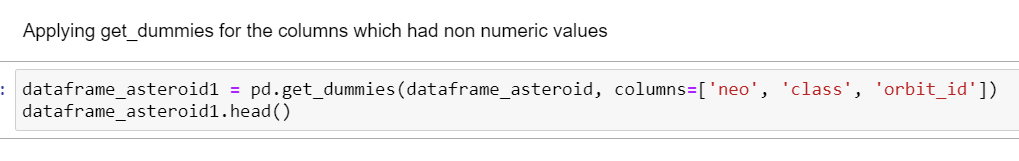 Applying get_dummies for the columns which had non numeric values
: dataframe_asteroid1 = pd.get_dummies(dataframe_asteroid, columns=['neo', 'class', 'orbit_id'])
dataframe_asteroid1.head()